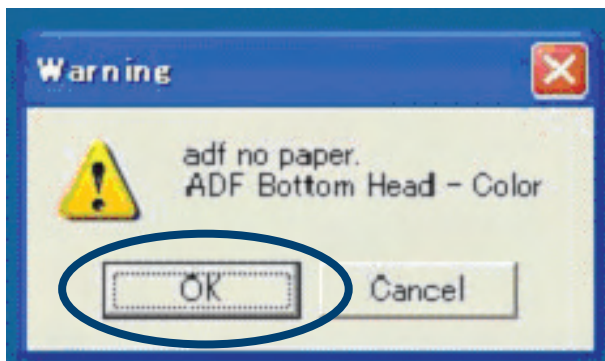 Warning
adf no paper.
ADF Bottom Head - Color
OK
Cancel